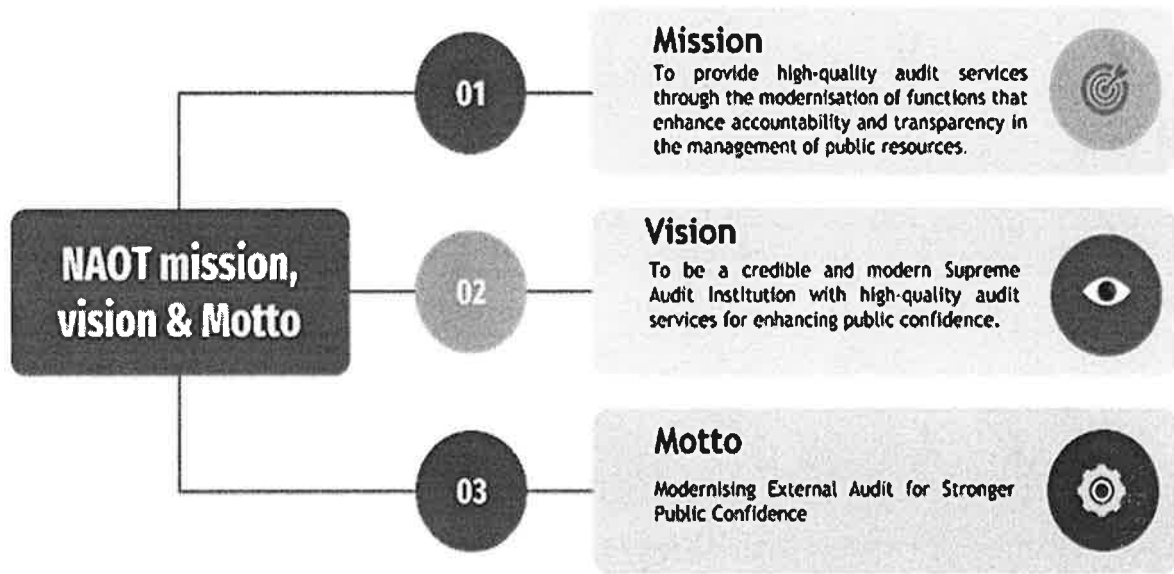 NAOT mission,
vision & Motto
01
Mission
To provide high-quality audit services
through the modernisation of functions that
enhance accountability and transparency in
the management of public resources.
02
Vision
To be a credible and modern Supreme
Audit Institution with high-quality audit
services for enhancing public confidence.
03
Motto
Modernising External Audit for Stronger
Public Confidence